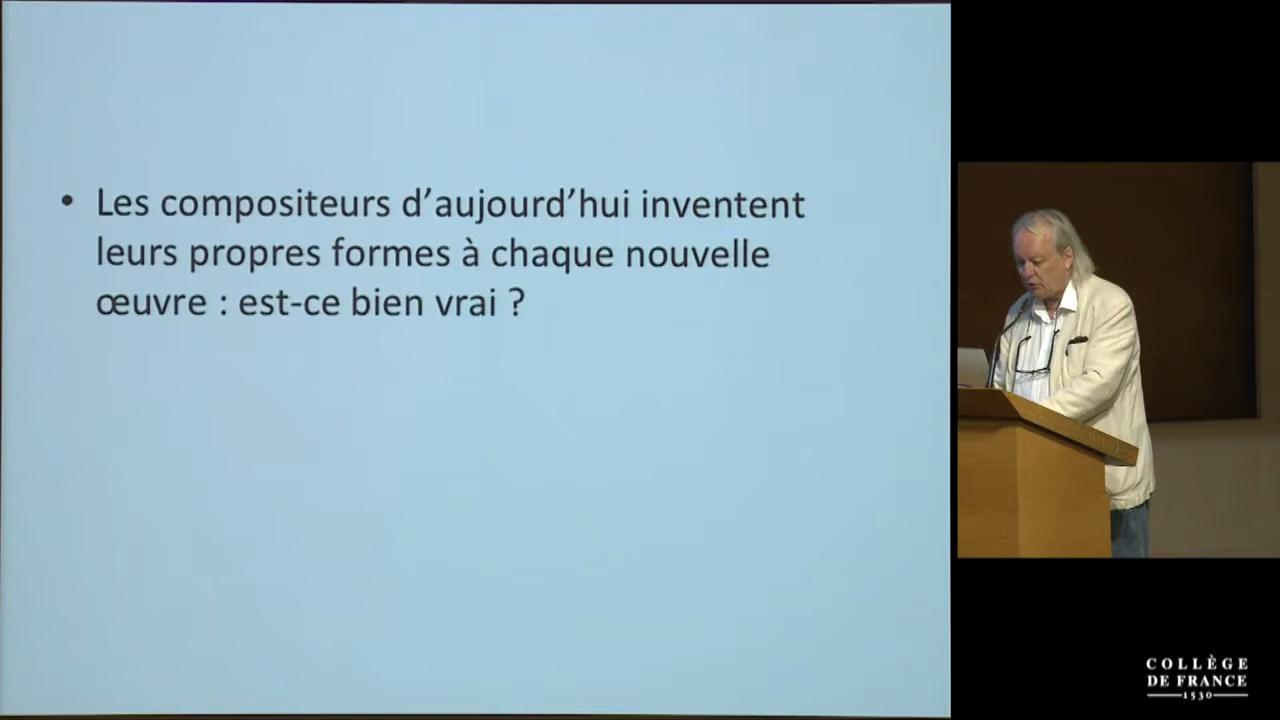 • Les compositeurs d’aujourd’hui inventent
leurs propres formes à chaque nouvelle
œuvre : est-ce bien vrai ?
COLLÈGE
DE FRANCE
1530